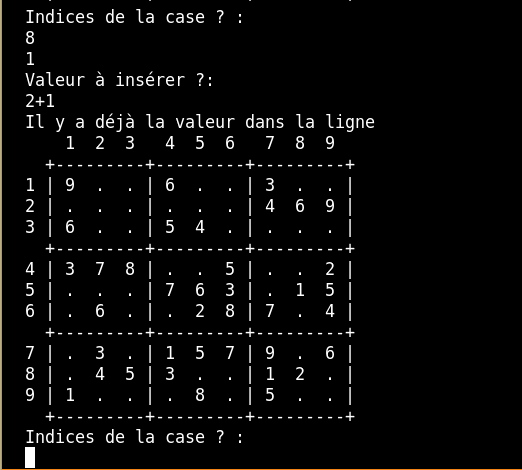 Indices de la case ? :
8
1
Valeur à insérer ?:
2+1
Il y a déjà la valeur dans la ligne
    1  2  3   4  5  6   7  8  9
  +---------+---------+---------+
1 | 9  .  . | 6  .  . | 3  .  . |
2 | .  .  . | .  .  . | 4  6  9 |
3 | 6  .  . | 5  4  . | .  .  . |
  +---------+---------+---------+
4 | 3  7  8 | .  .  5 | .  .  2 |
5 | .  .  . | 7  6  3 | .  1  5 |
6 | .  6  . | .  2  8 | 7  .  4 |
  +---------+---------+---------+
7 | .  3  . | 1  5  7 | 9  .  6 |
8 | .  4  5 | 3  .  . | 1  2  . |
9 | 1  .  . | .  8  . | 5  .  . |
  +---------+---------+---------+
Indices de la case ? :